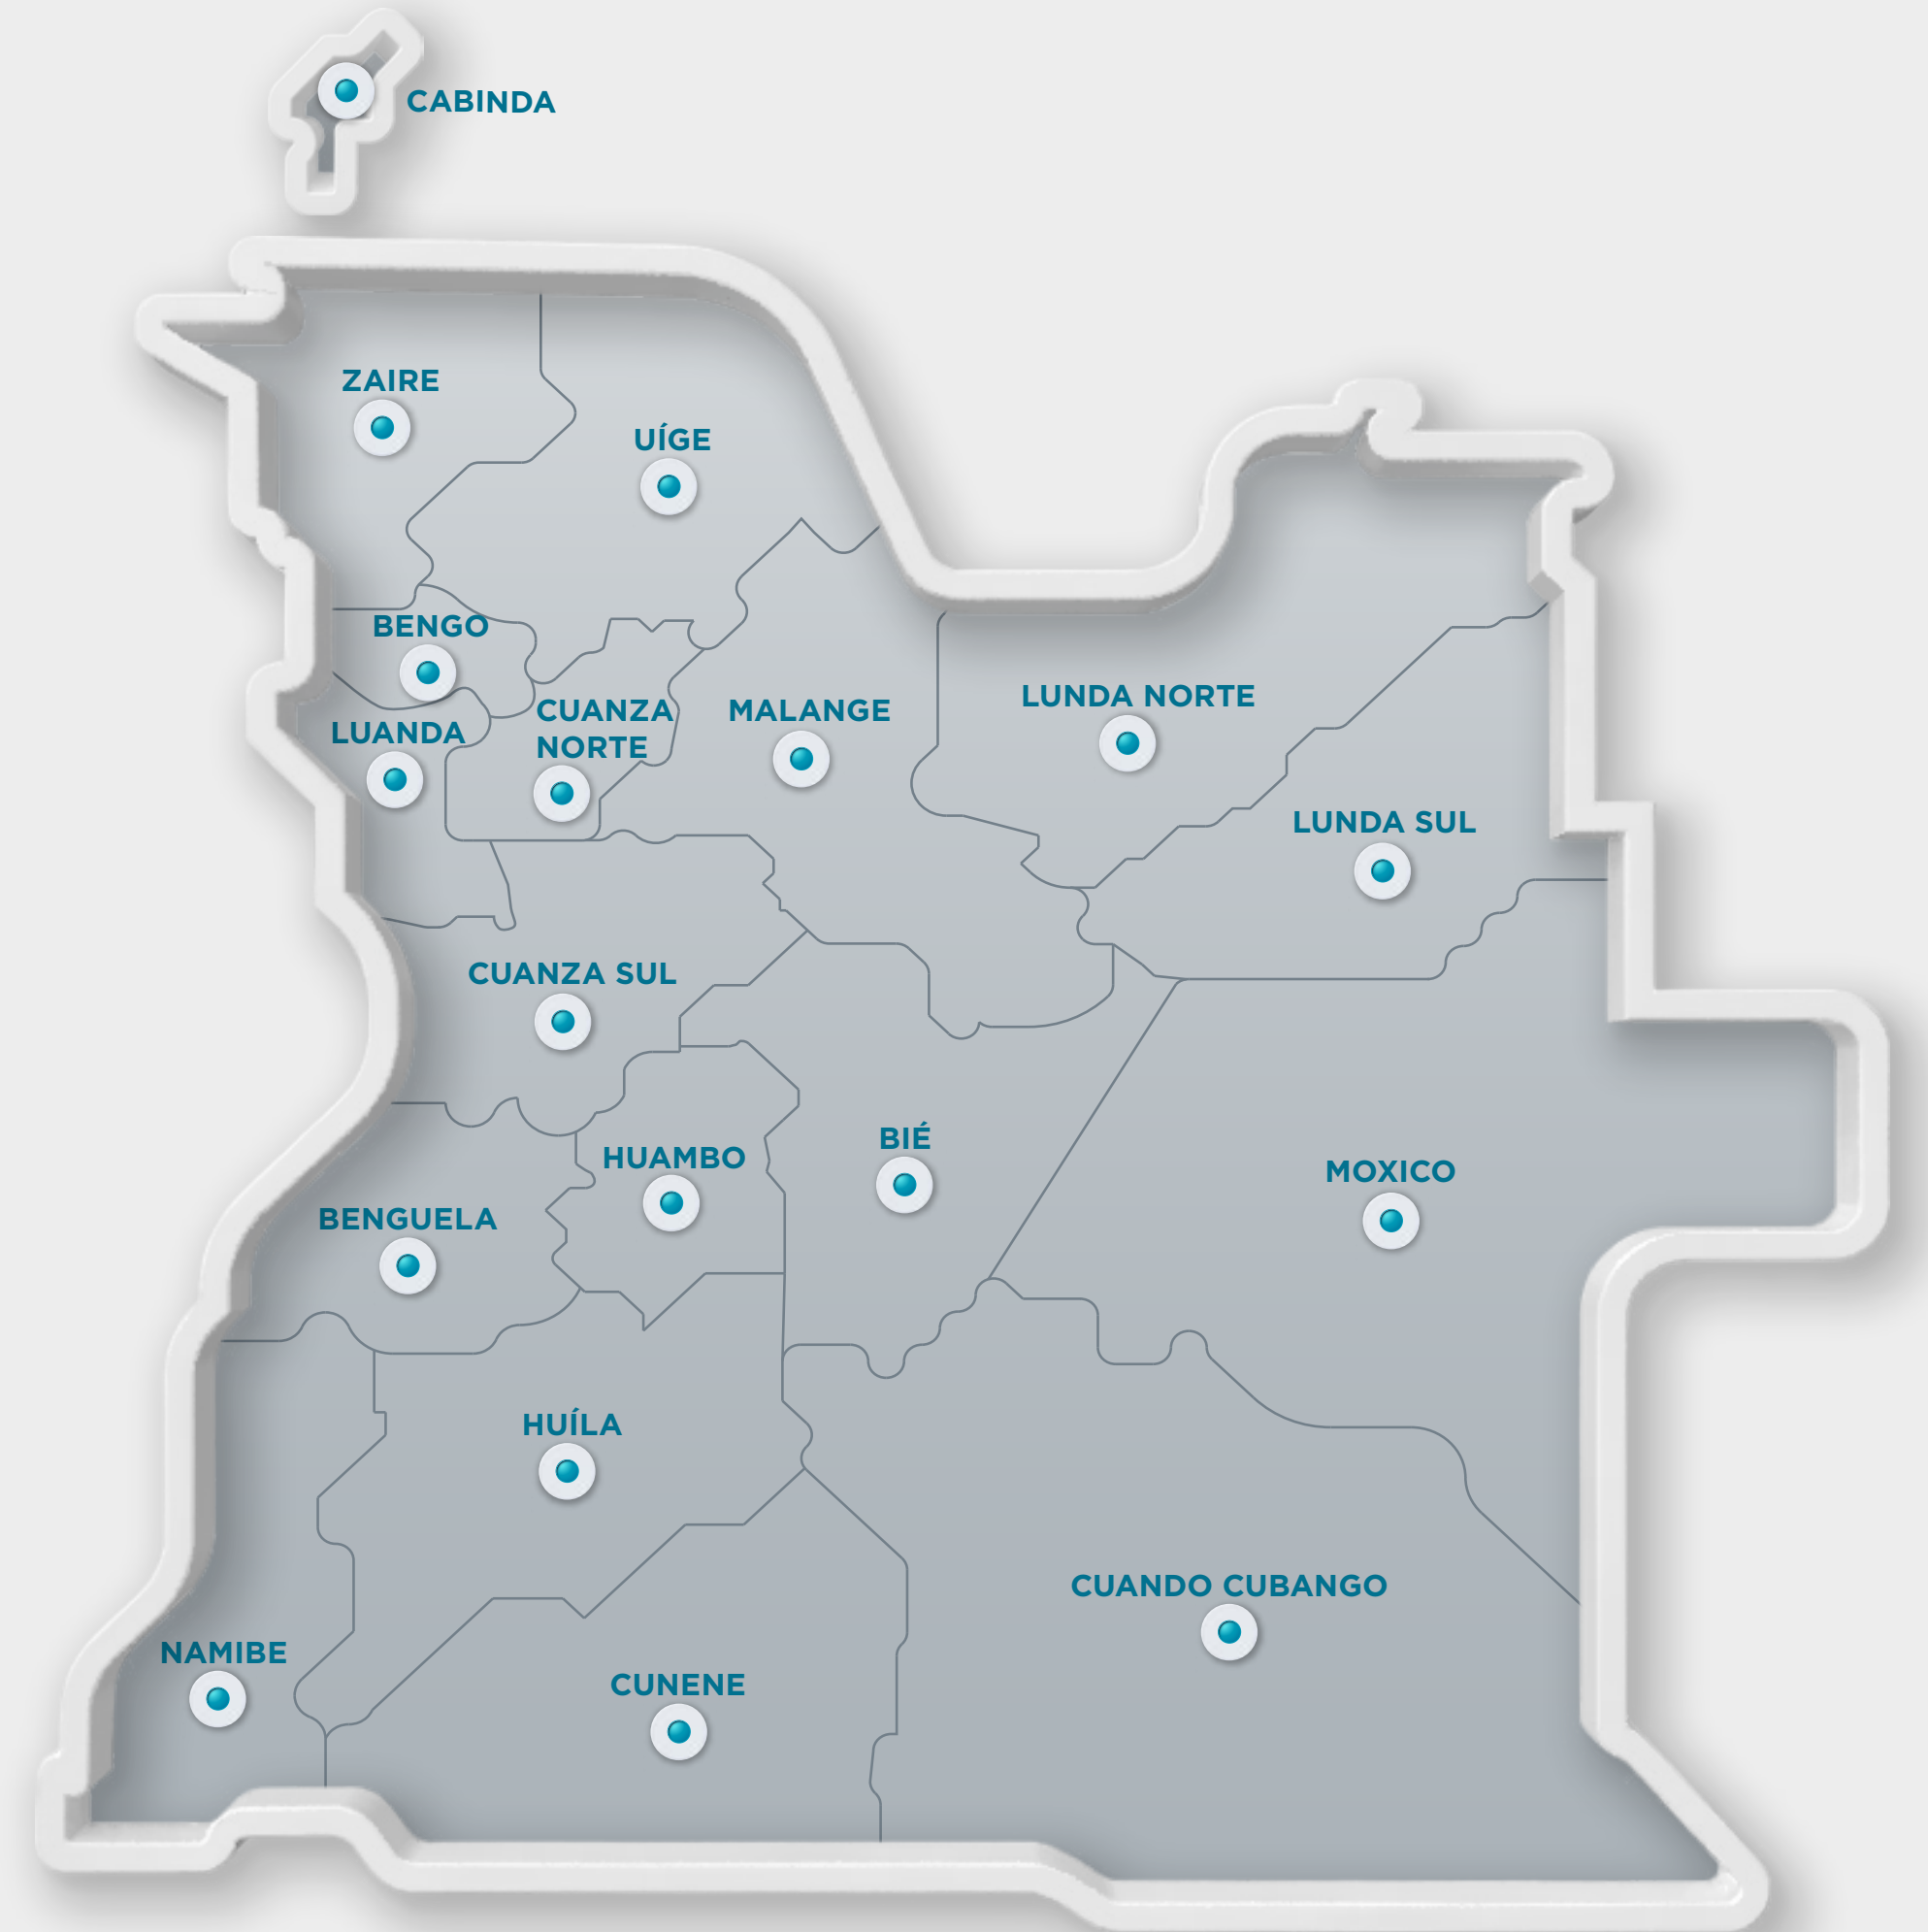 CABINDA
ZAIRE
UÍGE
BENGO
LUNDA NORTE
CUANZA
NORTE
MALANGE
LUANDA
LUNDA SUL
CUANZA SUL
BIÉ
HUAMBO
MOXICO
BENGUELA
HUÍLA
CUANDO CUBANGO
NAMIBE
CUNENE